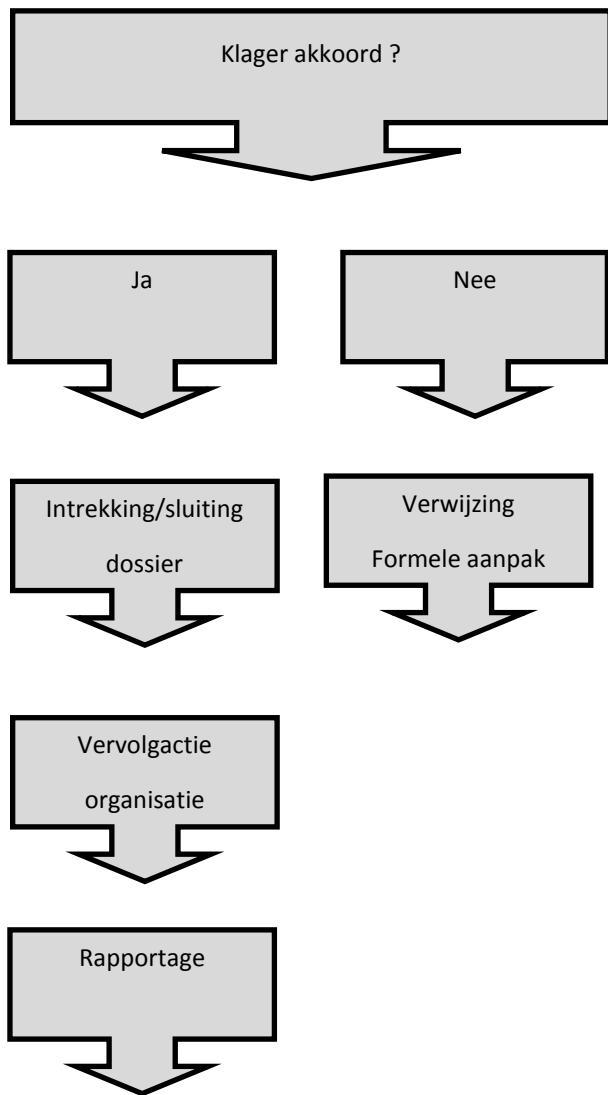 Klager akkoord ?
Ja
Nee
Intrekking/sluiting
dossier
Verwijzing
Formele aanpak
Vervolgactie
organisatie
Rapportage